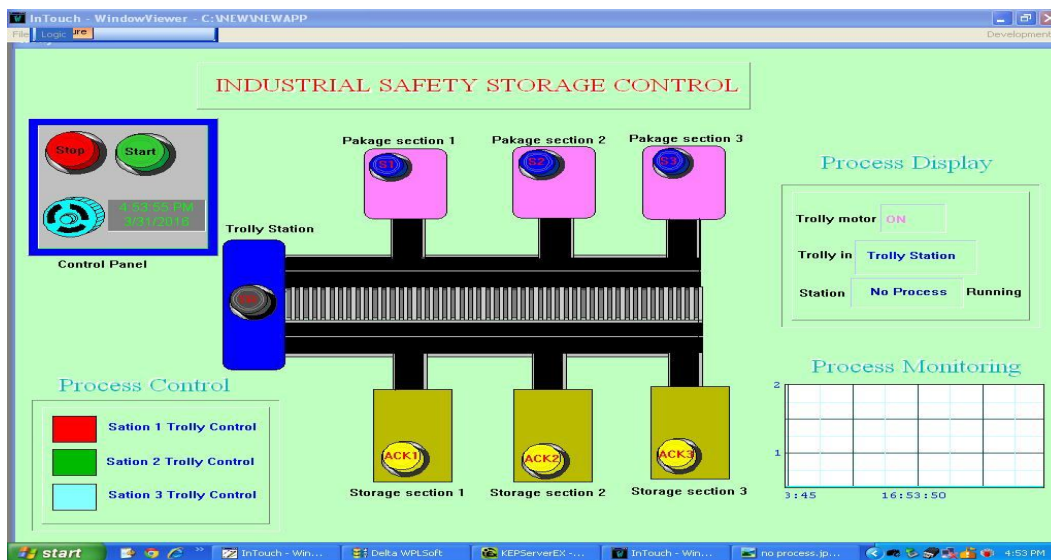 InTouch - WindowViewer - C:\NEW\NEWAPP
File Logic ure Development
INDUSTRIAL SAFETY STORAGE CONTROL
Stop Start
4:53:55 PM
3/31/2016
Control Panel
Pakage section 1 Pakage section 2 Pakage section 3
S1 S2 S3
Trolly Station
Process Display
Trolly motor ON
Trolly in Trolly Station
Station No Process Running
Process Control
Sation 1 Trolly Control
Sation 2 Trolly Control
Sation 3 Trolly Control
ACK1 ACK2 ACK3
Storage section 1 Storage section 2 Storage section 3
Process Monitoring
2
1
3:45 16:53:50
start InTouch - Win... Delta WPLSoft KEPServerEX -... InTouch - Win... no process.jp... 4:53 PM